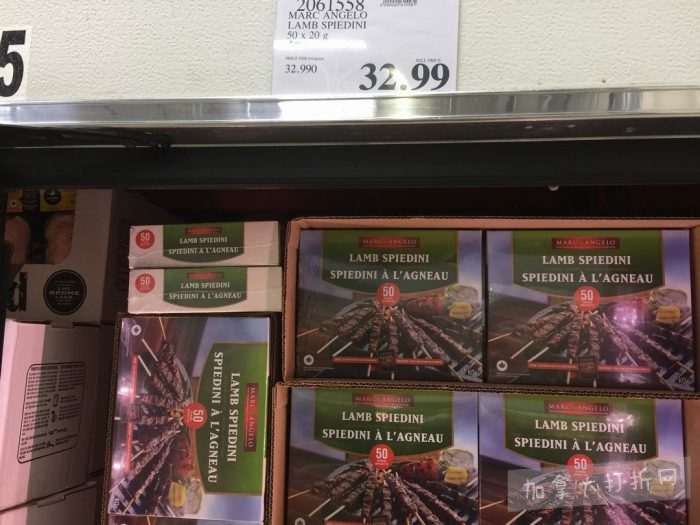 2061558
MARC ANGELO
LAMB SPIEDINI
50 x 20 g
32.990
32.99
5
50
LAMB SPIEDINI
SPIEDINI À L'AGNEAU
50
LAMB SPIEDINI
SPIEDINI À L'AGNEAU
MARC ANGELO
LAMB SPIEDINI
SPIEDINI À L'AGNEAU
50
MARC ANGELO
LAMB SPIEDINI
SPIEDINI À L'AGNEAU
50
MARC ANGELO
LAMB SPIEDINI
SPIEDINI À L'AGNEAU
50
MARC ANGELO
LAMB SPIEDINI
SPIEDINI À L'AGNEAU
50
MARC ANGELO
LAMB SPIEDINI
SPIEDINI À L'AGNEAU
50
加拿大打折网